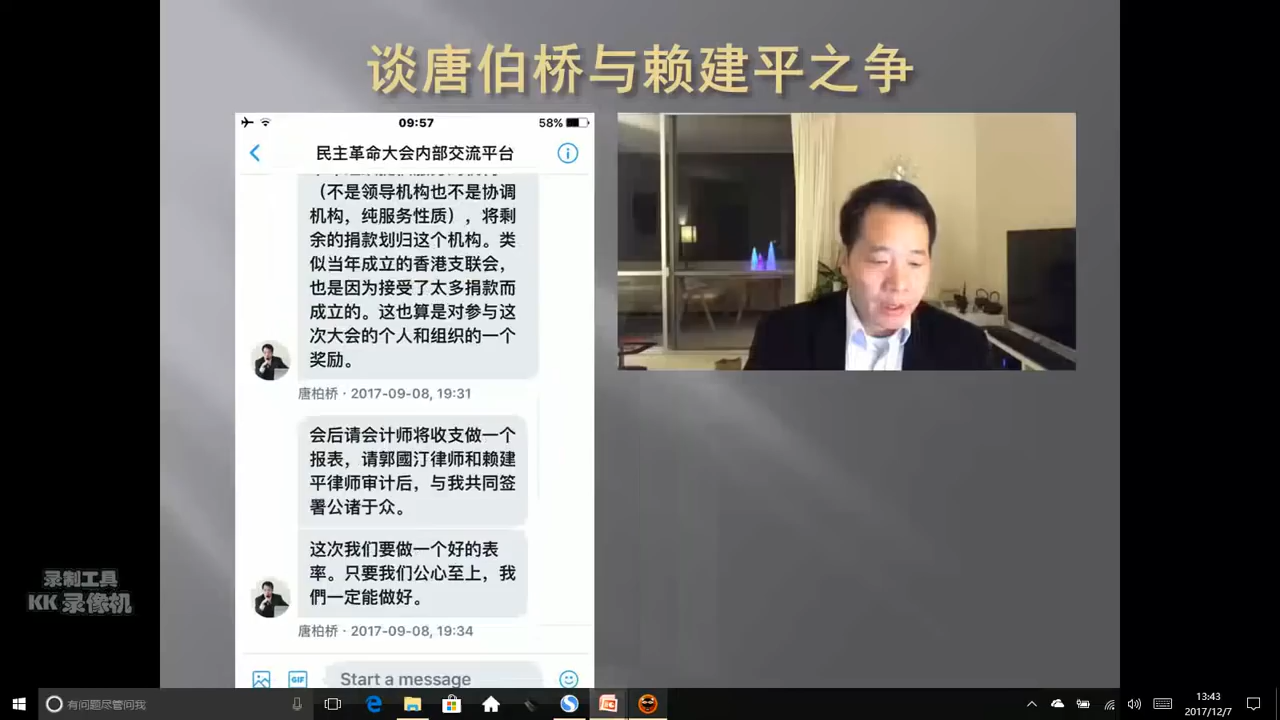 谈唐伯桥与赖建平之争
09:57
58%
民主革命大会内部交流平台
（不是领导机构也不是协调
机构，纯服务性质），将剩
余的捐款划归这个机构。类
似当年成立的香港支联会，
也是因为接受了太多捐款而
成立的。这也算是对参与这
次大会的个人和组织的一个
奖励。
唐柏桥 · 2017-09-08, 19:31
会后请会计师将收支做一个
报表，请郭國汀律师和赖建
平律师审计后，与我共同签
署公诸于众。
这次我们要做一个好的表
率。只要我们公心至上，我
們一定能做好。
唐柏桥 · 2017-09-08, 19:34
GIF
Start a message
录制工具
KK 录像机
有问题尽管问我
13:43
2017/12/7